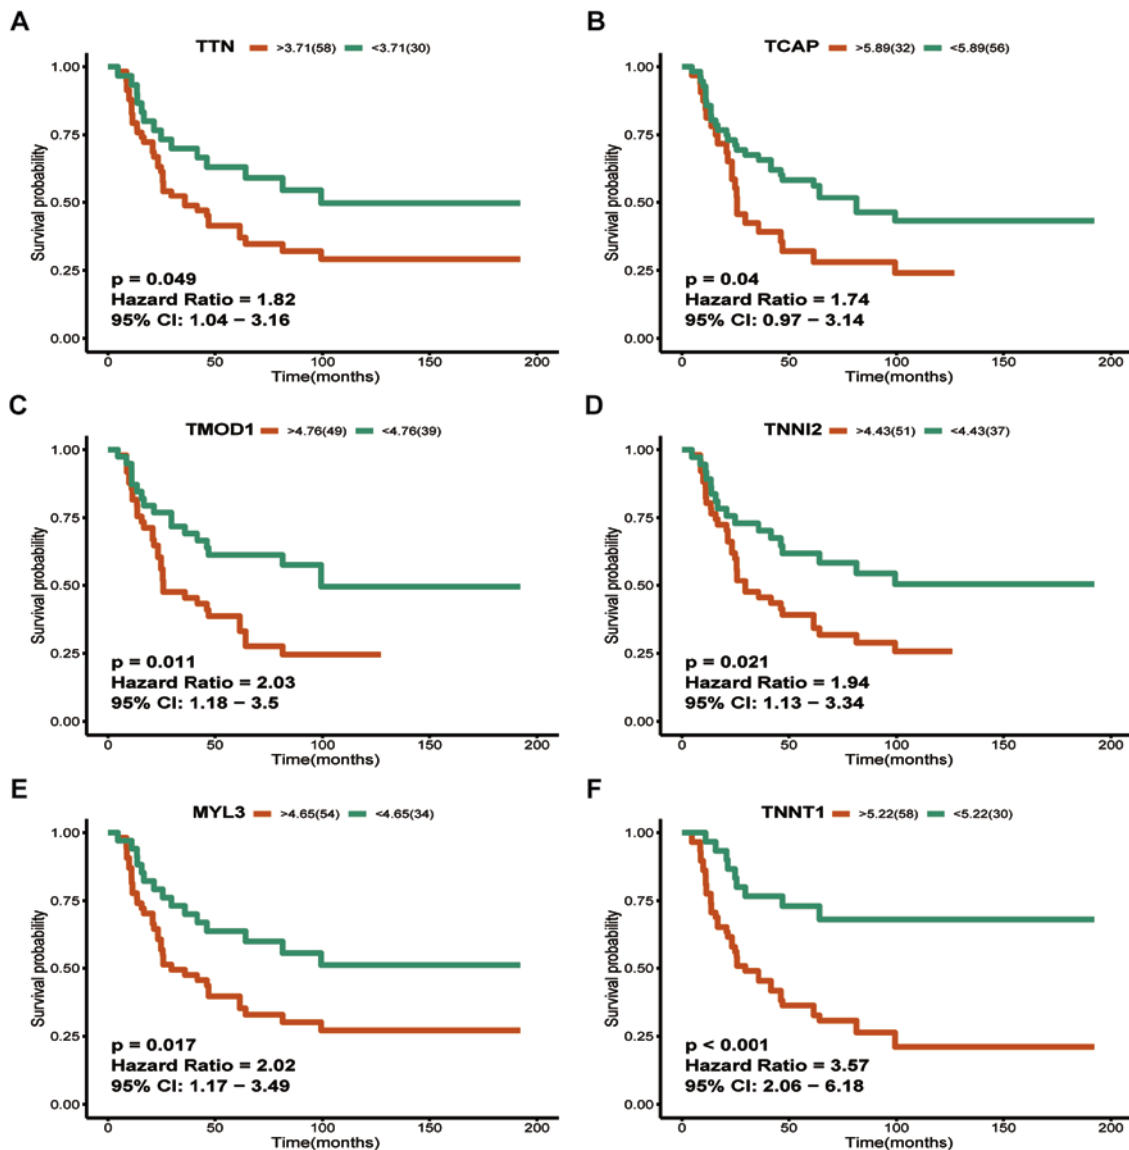 A
TTN >3.71(58) <3.71(30)
1.00
0.75
0.50
0.25
0.00
Survival probability
p = 0.049
Hazard Ratio = 1.82
95% CI: 1.04 – 3.16
0 50 100 150 200
Time(months)
B
TCAP >5.89(32) <5.89(56)
1.00
0.75
0.50
0.25
0.00
Survival probability
p = 0.04
Hazard Ratio = 1.74
95% CI: 0.97 – 3.14
0 50 100 150 200
Time(months)
C
TMOD1 >4.76(49) <4.76(39)
1.00
0.75
0.50
0.25
0.00
Survival probability
p = 0.011
Hazard Ratio = 2.03
95% CI: 1.18 – 3.5
0 50 100 150 200
Time(months)
D
TNNI2 >4.43(51) <4.43(37)
1.00
0.75
0.50
0.25
0.00
Survival probability
p = 0.021
Hazard Ratio = 1.94
95% CI: 1.13 – 3.34
0 50 100 150 200
Time(months)
E
MYL3 >4.65(54) <4.65(34)
1.00
0.75
0.50
0.25
0.00
Survival probability
p = 0.017
Hazard Ratio = 2.02
95% CI: 1.17 – 3.49
0 50 100 150 200
Time(months)
F
TNNT1 >5.22(58) <5.22(30)
1.00
0.75
0.50
0.25
0.00
Survival probability
p < 0.001
Hazard Ratio = 3.57
95% CI: 2.06 – 6.18
0 50 100 150 200
Time(months)